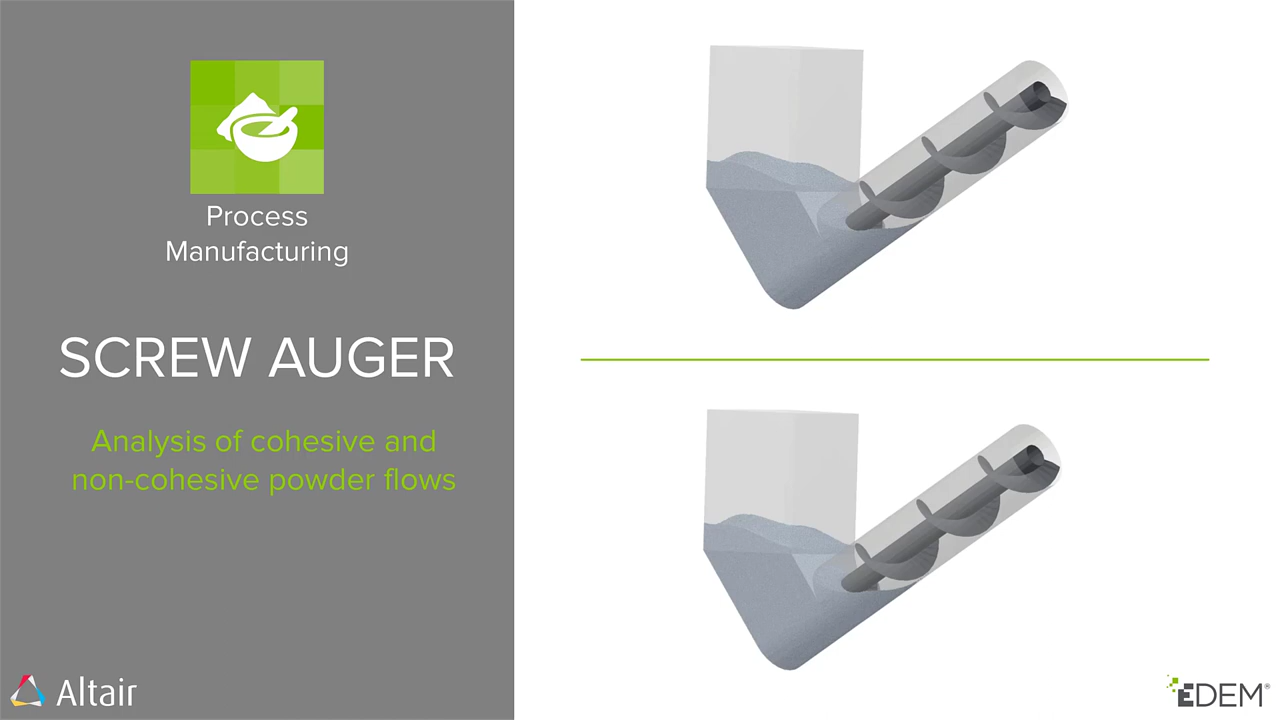 Process
Manufacturing
SCREW AUGER
Analysis of cohesive and
non-cohesive powder flows
Altair
EDEM®